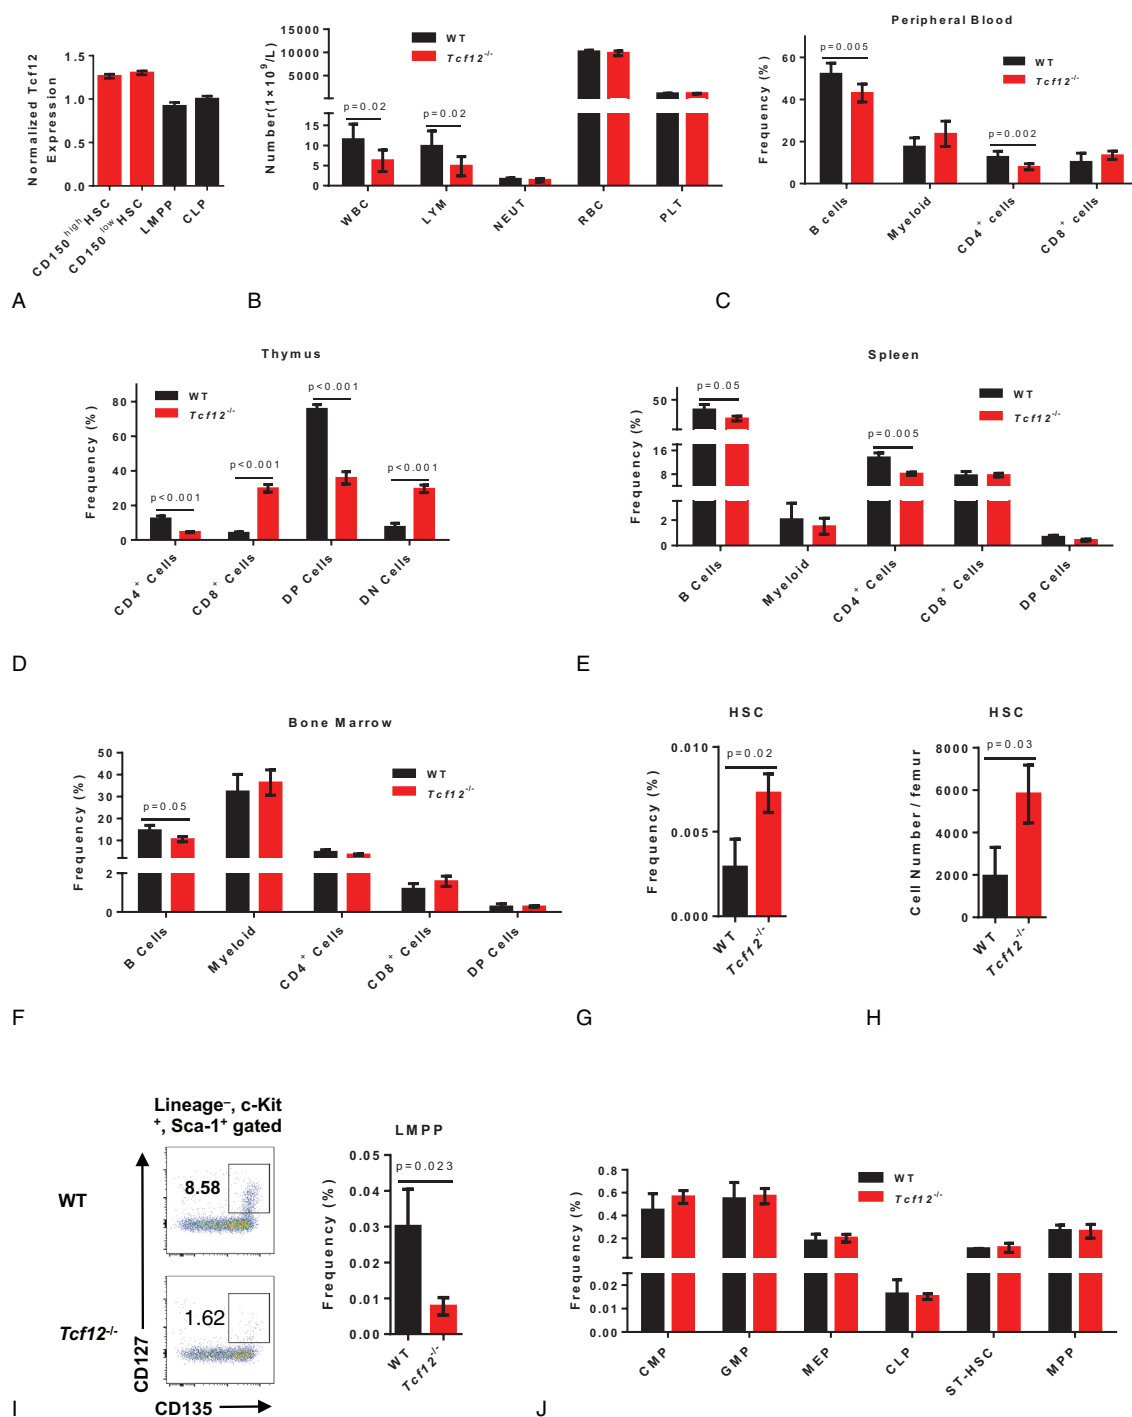 Normalized Tcf12
Expression
1.5
1.0
1.0
0.0
CD150high HSC
CD150low HSC
LMPP
CLP
A
Number(1×10⁹/L)
15000
10000
5000
15
10
5
0
WT
Tcf12-/-
p=0.02
p=0.02
WBC
LYM
NEUT
RBC
PLT
B
Peripheral Blood
Frequency (%)
60
40
20
0
p=0.005
p=0.002
WT
Tcf12-/-
B cells
Myeloid
CD4+ cells
CD8+ cells
C
Thymus
Frequency (%)
80
60
40
20
0
WT
Tcf12-/-
p<0.001
p<0.001
p<0.001
p<0.001
CD4+ Cells
CD8+ Cells
DP Cells
DN Cells
D
Spleen
Frequency (%)
50
16
8
2
0
p=0.05
p=0.005
WT
Tcf12-/-
B Cells
Myeloid
CD4+ Cells
CD8+ Cells
DP Cells
E
Bone Marrow
Frequency (%)
50
40
30
20
10
2
0
p=0.05
WT
Tcf12-/-
B Cells
Myeloid
CD4+ Cells
CD8+ Cells
DP Cells
F
HSC
Frequency (%)
0.010
0.005
0.000
p=0.02
WT
Tcf12-/-
G
HSC
Cell Number / femur
8000
6000
4000
2000
0
p=0.03
WT
Tcf12-/-
H
Lineage–, c-Kit
+, Sca-1+ gated
WT
8.58
Tcf12-/-
1.62
CD127
CD135
LMPP
Frequency (%)
0.05
0.04
0.03
0.02
0.01
0.00
p=0.023
WT
Tcf12-/-
I
Frequency (%)
0.8
0.6
0.4
0.2
0.02
0.01
0.00
WT
Tcf12-/-
CMP
GMP
MEP
CLP
ST-HSC
MPP
J